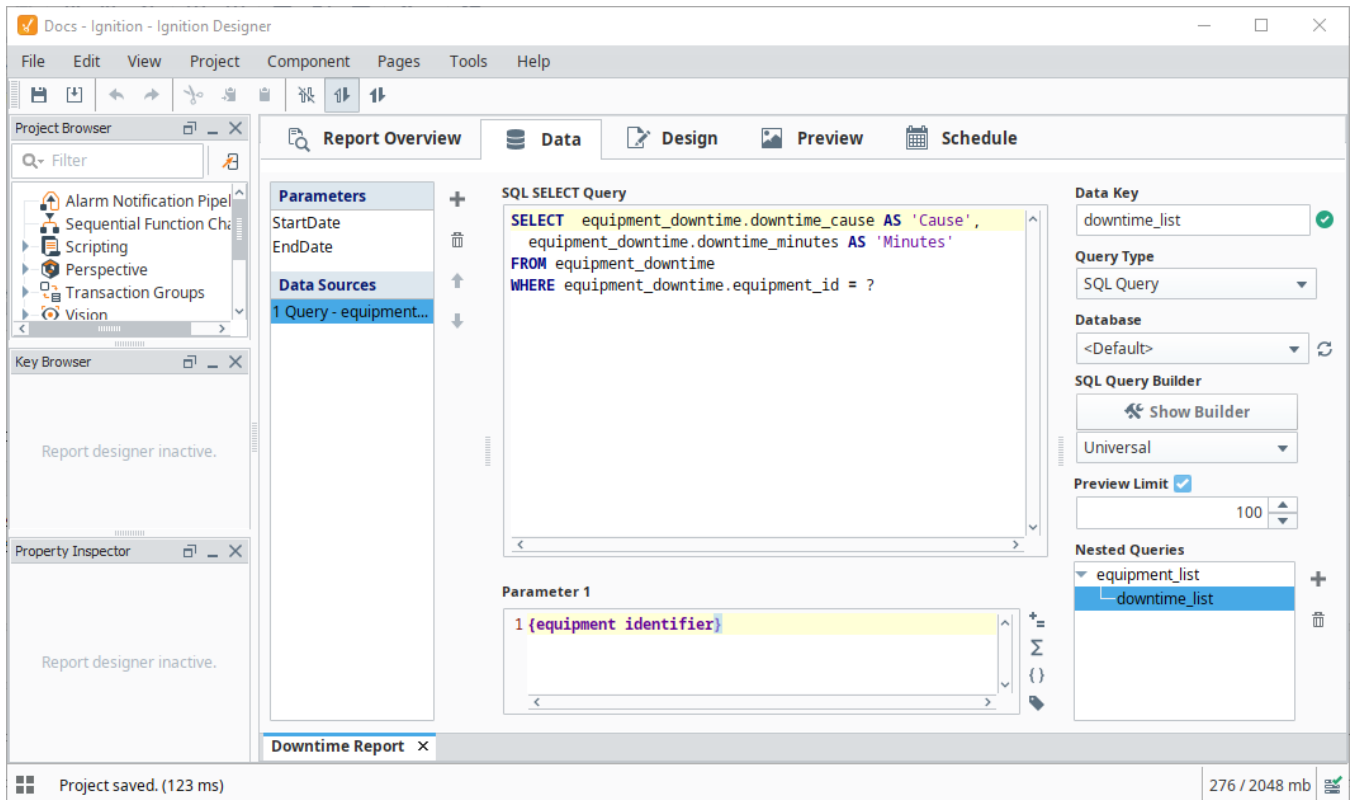 Docs - Ignition - Ignition Designer
File Edit View Project Component Pages Tools Help
Project Browser
Filter
Alarm Notification Pipel
Sequential Function Cha
Scripting
Perspective
Transaction Groups
Vision
Key Browser
Report designer inactive.
Property Inspector
Report designer inactive.
Report Overview Data Design Preview Schedule
Parameters
StartDate
EndDate
Data Sources
1 Query - equipment...
SQL SELECT Query
SELECT equipment_downtime.downtime_cause AS 'Cause',
equipment_downtime.downtime_minutes AS 'Minutes'
FROM equipment_downtime
WHERE equipment_downtime.equipment_id = ?
Parameter 1
1 {equipment identifier}
Data Key
downtime_list
Query Type
SQL Query
Database
<Default>
SQL Query Builder
Show Builder
Universal
Preview Limit
100
Nested Queries
equipment_list
downtime_list
Downtime Report
Project saved. (123 ms)
276 / 2048 mb